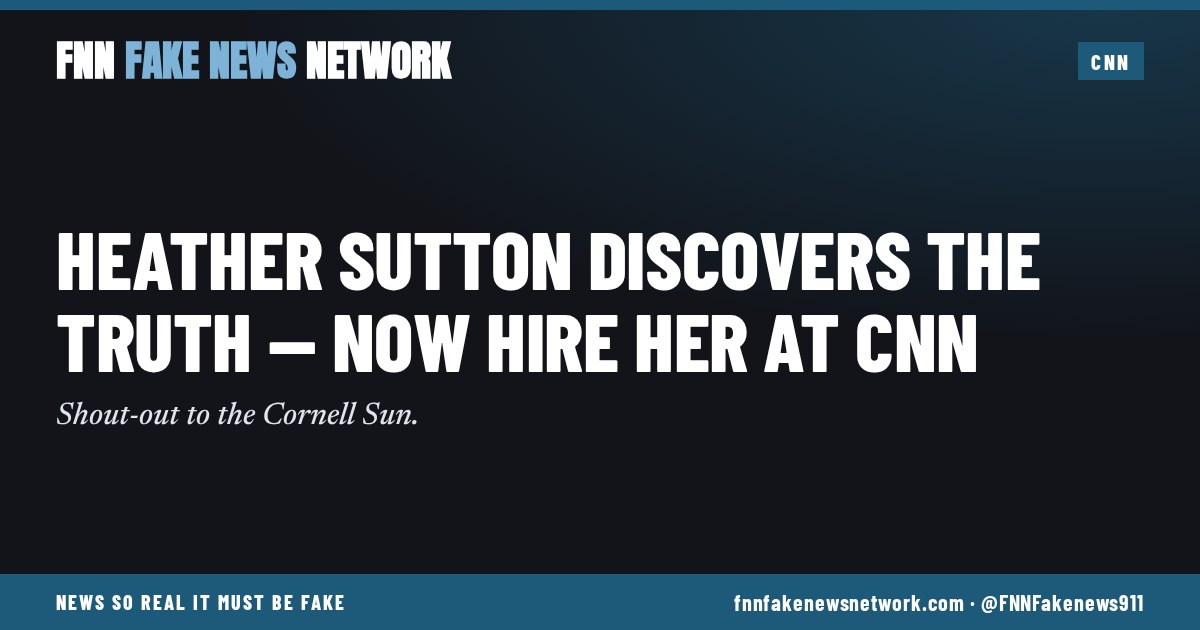 FNN FAKE NEWS NETWORK
CNN
HEATHER SUTTON DISCOVERS THE
TRUTH — NOW HIRE HER AT CNN
Shout-out to the Cornell Sun.
NEWS SO REAL IT MUST BE FAKE
fnnfakenewsnetwork.com · @FNNFakenews911